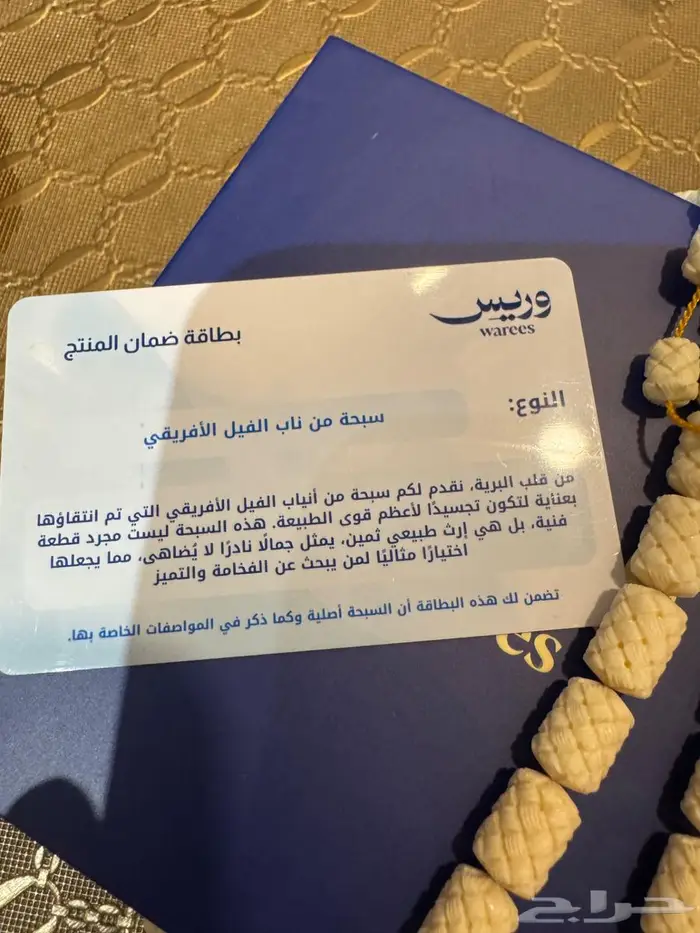 وريس
warees
بطاقة ضمان المنتج
النوع:
سبحة من ناب الفيل الأفريقي
من قلب البرية، نقدم لكم سبحة من أنياب الفيل الأفريقي التي تم انتقاؤها
بعناية لتكون تجسيدًا لأعظم قوى الطبيعة. هذه السبحة ليست مجرد قطعة
فنية، بل هي إرث طبيعي ثمين، يمثل جمالًا نادرًا لا يُضاهى، مما يجعلها
اختيارًا مثاليًا لمن يبحث عن الفخامة والتميز
تضمن لك هذه البطاقة أن السبحة أصلية وكما ذكر في المواصفات الخاصة بها.
es
حراج